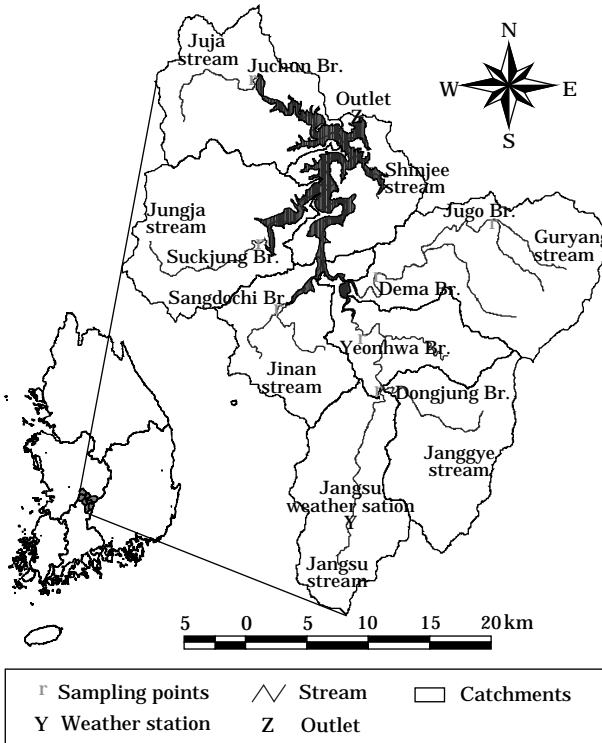 N
W E
S
Juja
stream
Juchon Br.
r
Outlet
Z
Shinjee
stream
Jungja
stream
Suckjung Br.
r
Jugo Br.
r
Guryang
stream
Sangdochi Br.
r
r
Dema Br.
r
Yeonhwa Br.
Jinan
stream
r
Dongjung Br.
Janggye
stream
Jangsu
weather sation
Y
Jangsu
stream
5 0 5 10 15 20 km
r Sampling points
Stream
Catchments
Y Weather station
Z Outlet